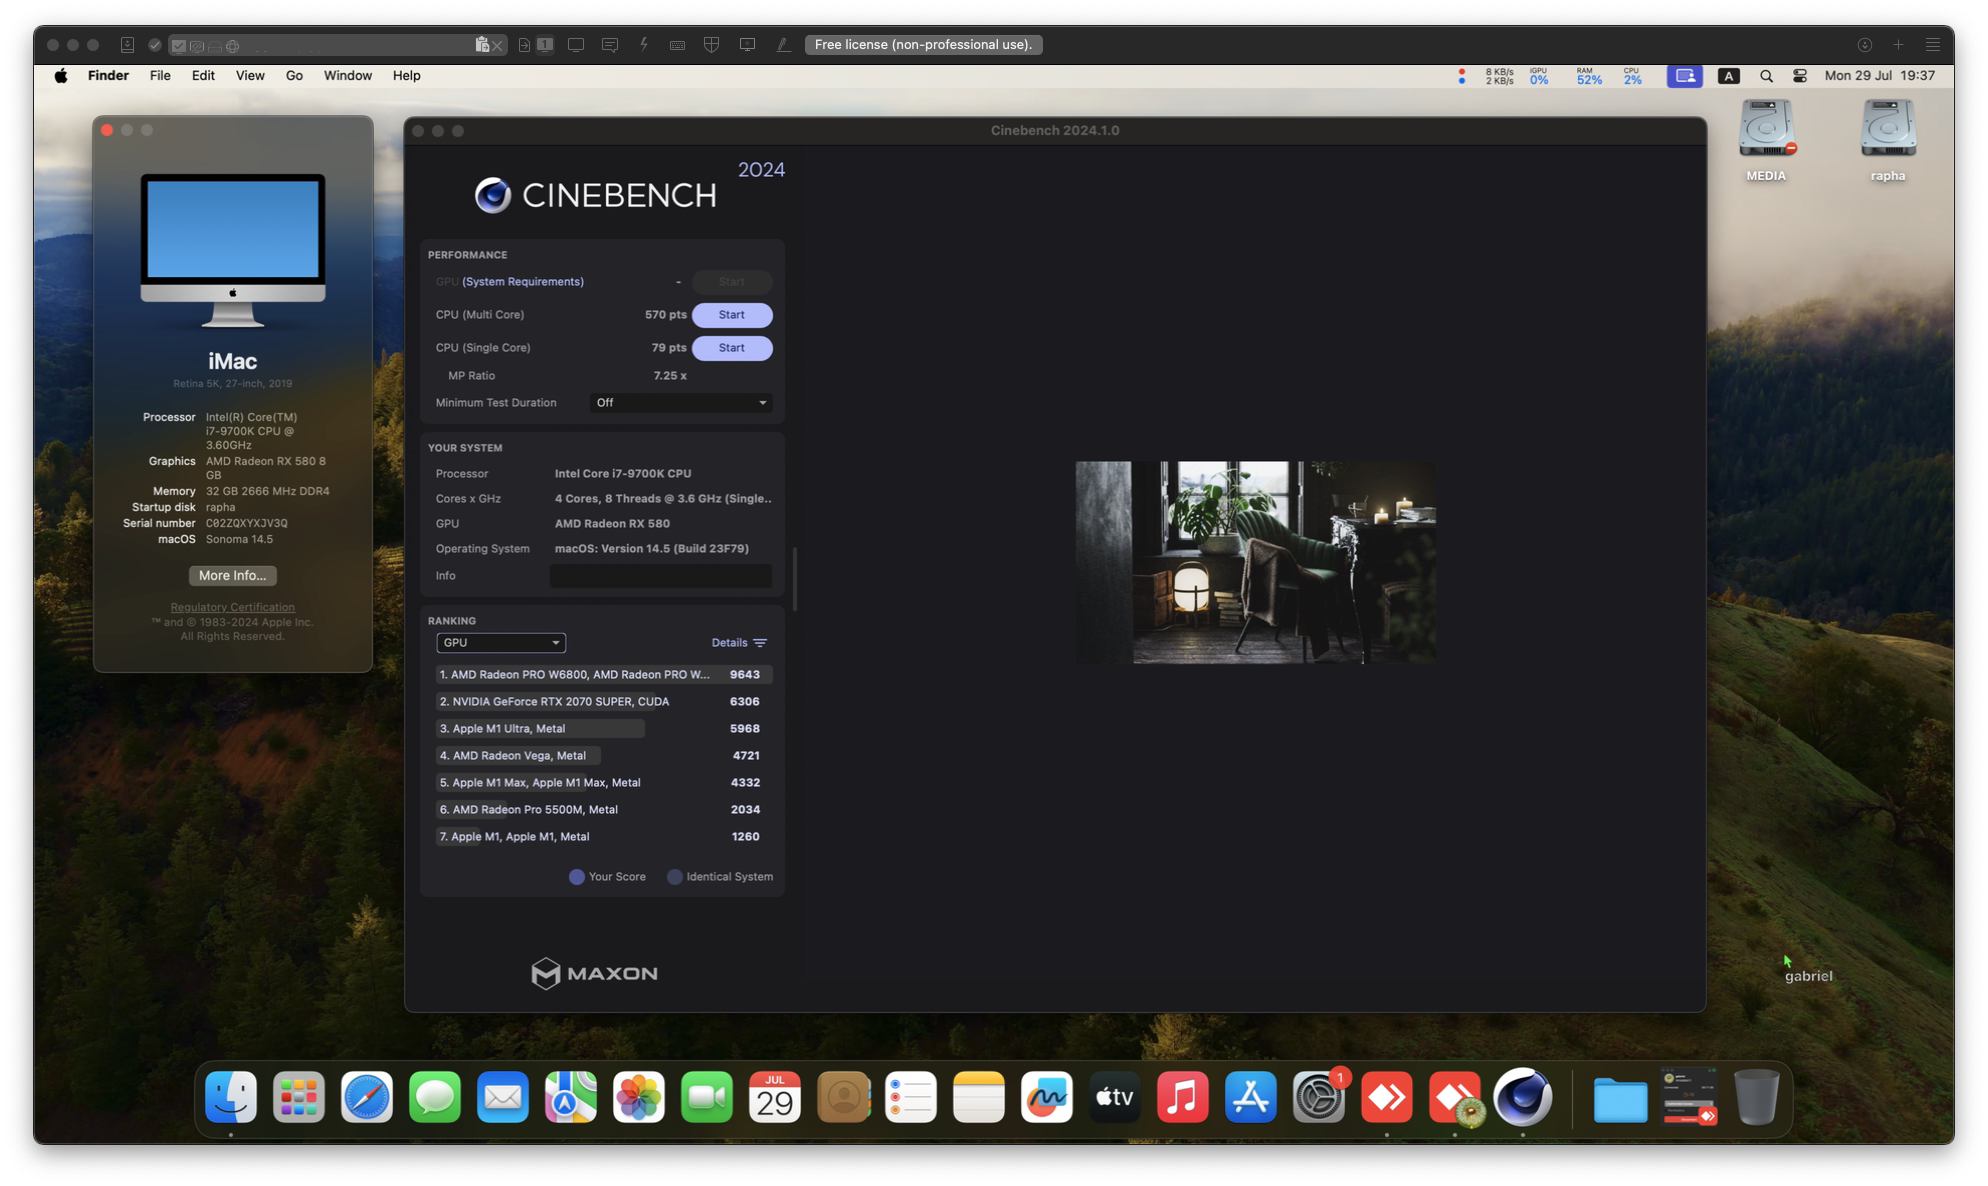 1
Free license (non-professional use).
Finder File Edit View Go Window Help
8 KB/s
2 KB/s
iGPU
0%
RAM
52%
CPU
2%
A
Mon 29 Jul 19:37
MEDIA
rapha
iMac
Retina 5K, 27-inch, 2019
Processor Intel(R) Core(TM)
i7-9700K CPU @
3.60GHz
Graphics AMD Radeon RX 580 8
GB
Memory 32 GB 2666 MHz DDR4
Startup disk rapha
Serial number C02ZQXYXJV3Q
macOS Sonoma 14.5
More Info...
Regulatory Certification
™ and © 1983-2024 Apple Inc.
All Rights Reserved.
Cinebench 2024.1.0
2024
CINEBENCH
PERFORMANCE
GPU (System Requirements) - Start
CPU (Multi Core) 570 pts Start
CPU (Single Core) 79 pts Start
MP Ratio 7.25 x
Minimum Test Duration Off
YOUR SYSTEM
Processor Intel Core i7-9700K CPU
Cores x GHz 4 Cores, 8 Threads @ 3.6 GHz (Single..
GPU AMD Radeon RX 580
Operating System macOS: Version 14.5 (Build 23F79)
Info
RANKING
GPU Details
1. AMD Radeon PRO W6800, AMD Radeon PRO W... 9643
2. NVIDIA GeForce RTX 2070 SUPER, CUDA 6306
3. Apple M1 Ultra, Metal 5968
4. AMD Radeon Vega, Metal 4721
5. Apple M1 Max, Apple M1 Max, Metal 4332
6. AMD Radeon Pro 5500M, Metal 2034
7. Apple M1, Apple M1, Metal 1260
Your Score Identical System
MAXON
gabriel
JUL
29
tv
1